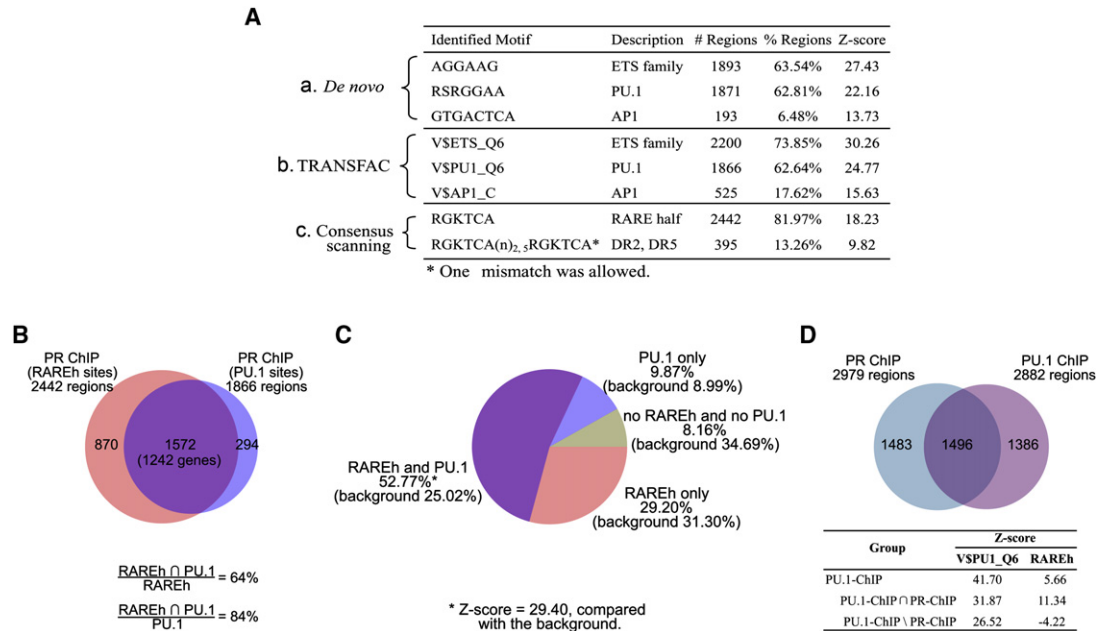 A
Identified Motif Description # Regions % Regions Z-score
a. De novo
AGGAAG ETS family 1893 63.54% 27.43
RSRGGAA PU.1 1871 62.81% 22.16
GTGACTCA AP1 193 6.48% 13.73
b. TRANSFAC
V$ETS_Q6 ETS family 2200 73.85% 30.26
V$PU1_Q6 PU.1 1866 62.64% 24.77
V$AP1_C AP1 525 17.62% 15.63
c. Consensus
scanning
RGKTCA RARE half 2442 81.97% 18.23
RGKTCA(n)2, 5RGKTCA* DR2, DR5 395 13.26% 9.82
* One mismatch was allowed.
B
PR ChIP
(RAREh sites)
2442 regions
PR ChIP
(PU.1 sites)
1866 regions
870
1572
(1242 genes)
294
RAREh ∩ PU.1
RAREh
= 64%
RAREh ∩ PU.1
PU.1
= 84%
C
PU.1 only
9.87%
(background 8.99%)
no RAREh and no PU.1
8.16%
(background 34.69%)
RAREh and PU.1
52.77%*
(background 25.02%)
RAREh only
29.20%
(background 31.30%)
* Z-score = 29.40, compared
with the background.
D
PR ChIP
2979 regions
PU.1 ChIP
2882 regions
1483
1496
1386
Group Z-score
V$PU1_Q6 RAREh
PU.1-ChIP 41.70 5.66
PU.1-ChIP∩PR-ChIP 31.87 11.34
PU.1-ChIP \ PR-ChIP 26.52 -4.22